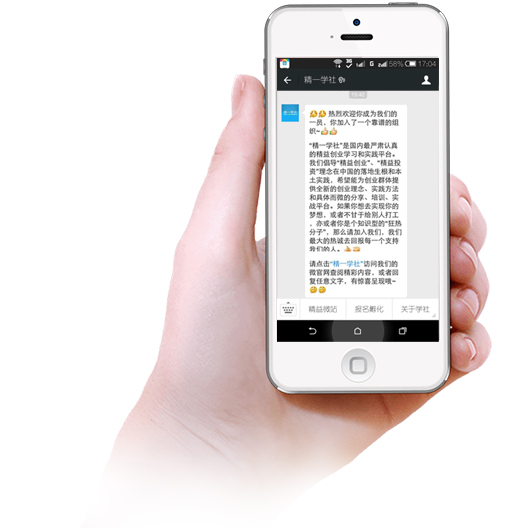 58% 17:04
精一学社
16:42
热烈欢迎你成为我们的
一员，你加入了一个靠谱的组
织~
“精一学社”是国内最严肃认真
的精益创业学习和实践平台。
我们倡导“精益创业”、“精益投
资”理念在中国的落地生根和本
土实践，希望能为创业群体提
供全新的创业理念、实践方法
和具体而微的分享、培训、实
战平台。如果你想去实现你的
梦想，或者不甘于给别人打工
，亦或者你是个知识型的“狂热
分子”，那么请加入我们，我们
最大的热诚去回报每一个支持
我们的人。
请点击“精一学社”访问我们的
微官网查阅精彩内容，或者回
复任意文字，有惊喜呈现哦~
精益微站 报名孵化 关于学社